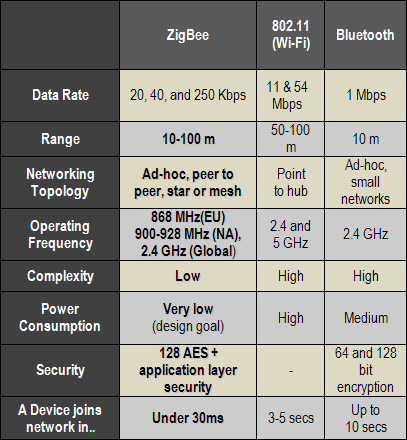 ZigBee
802.11
(Wi-Fi)
Bluetooth
Data Rate
20, 40, and 250 Kbps
11 & 54
Mbps
1 Mbps
Range
10-100 m
50-100
m
10 m
Networking
Topology
Ad-hoc, peer to
peer, star or mesh
Point
to hub
Ad-hoc,
small
networks
Operating
Frequency
868 MHz(EU)
900-928 MHz (NA),
2.4 GHz (Global)
2.4 and
5 GHz
2.4 GHz
Complexity
Low
High
High
Power
Consumption
Very low
(design goal)
High
Medium
Security
128 AES +
application layer
security
-
64 and 128
bit
encryption
A Device joins
network in..
Under 30ms
3-5 secs
Up to
10 secs